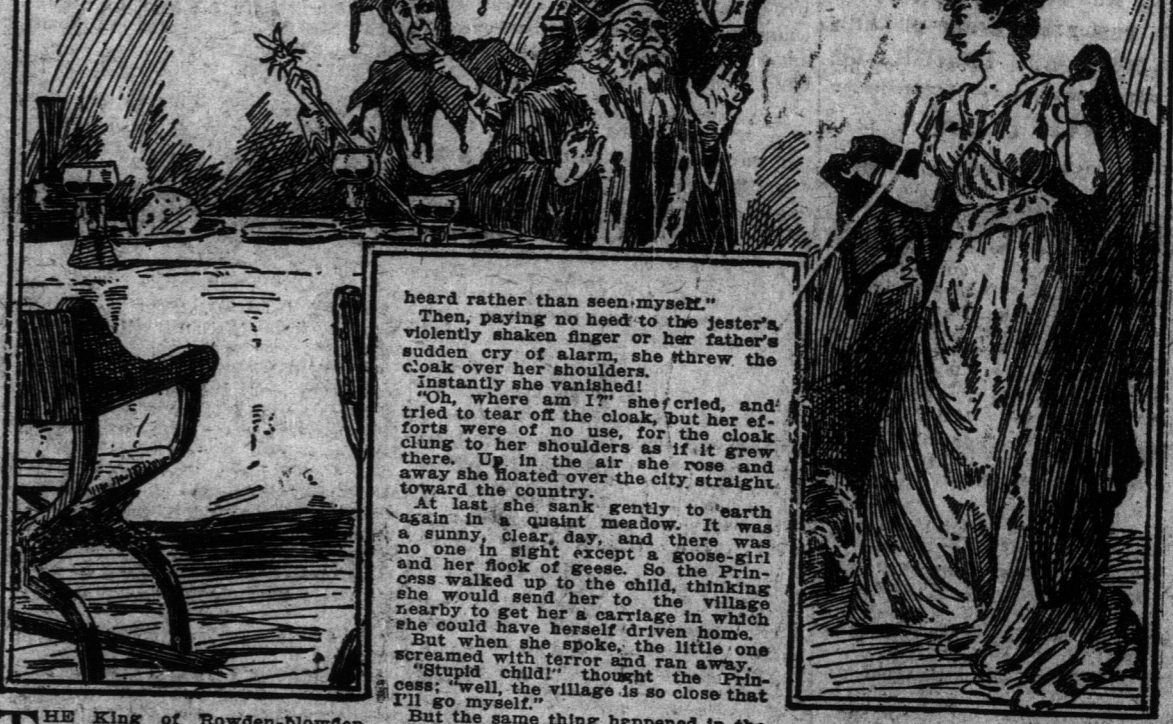 heard rather than seen myself."
Then, paying no heed to the jester's
violently shaken finger or her father's
sudden cry of alarm, she threw the
cloak over her shoulders.
Instantly she vanished!
"Oh, where am I?" she cried, and
tried to tear off the cloak, but her ef-
forts were of no use, for the cloak
clung to her shoulders as if it grew
there. Up in the air she rose and
away she floated over the city straight
toward the country.
At last she sank gently to earth
again in a quaint meadow. It was
a sunny, clear, day, and there was
no one in sight except a goose-girl
and her flock of geese. So the Prin-
cess walked up to the child, thinking
she would send her to the village
nearby to get her a carriage in which
she could have herself driven home.
But when she spoke, the little one
screamed with terror and ran away.
"Stupid child!" thought the Prin-
cess; "well, the village is so close that
I'll go myself."
But the same thing happened in the
THE King of Rowden-blowden